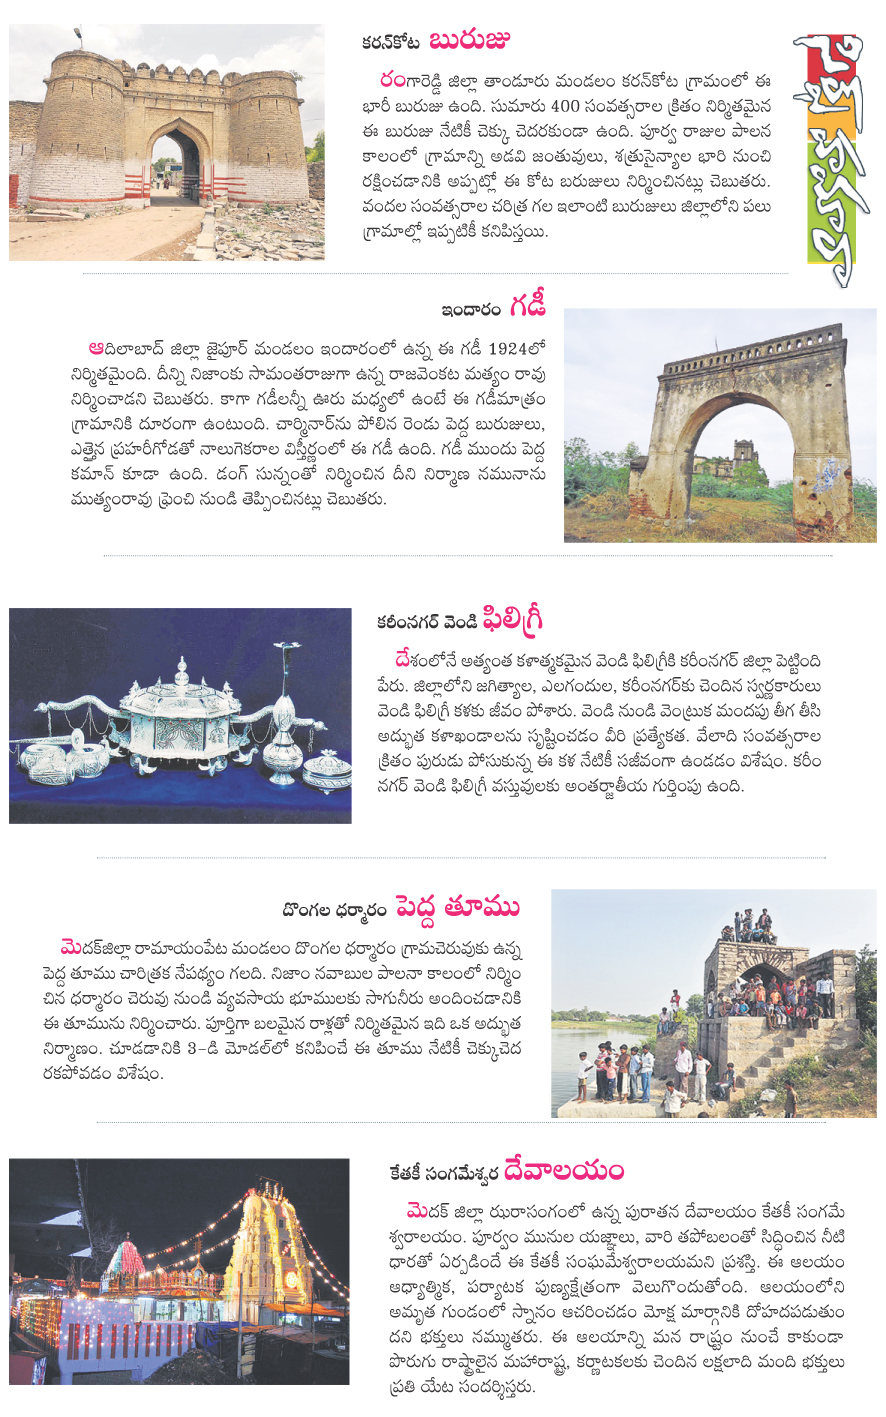 కరన్‌కోట బురుజు
రంగారెడ్డి జిల్లా తాండూరు మండలం కరన్‌కోట గ్రామంలో ఈ
భారీ బురుజు ఉంది. సుమారు 400 సంవత్సరాల క్రితం నిర్మితమైన
ఈ బురుజు నేటికీ చెక్కు చెదరకుండా ఉంది. పూర్వ రాజుల పాలన
కాలంలో గ్రామాన్ని అడవి జంతువులు, శత్రుసైన్యాల భారి నుంచి
రక్షించడానికి అప్పట్లో ఈ కోట బరుజులు నిర్మించినట్లు చెబుతరు.
వందల సంవత్సరాల చరిత్ర గల ఇలాంటి బురుజులు జిల్లాలోని పలు
గ్రామాల్లో ఇప్పటికీ కనిపిస్తయి.
ఇందారం గడీ
ఆదిలాబాద్ జిల్లా జైపూర్ మండలం ఇందారంలో ఉన్న ఈ గడీ 1924లో
నిర్మితమైంది. దీన్ని నిజాంకు సామంతరాజుగా ఉన్న రాజవెంకట మత్యం రావు
నిర్మించాడని చెబుతరు. కాగా గడీలన్నీ ఊరు మధ్యలో ఉంటే ఈ గడీమాత్రం
గ్రామానికి దూరంగా ఉంటుంది. చార్మినార్‌ను పోలిన రెండు పెద్ద బురుజులు,
ఎత్తైన ప్రహరీగోడతో నాలుగెకరాల విస్తీర్ణంలో ఈ గడీ ఉంది. గడీ ముందు పెద్ద
కమాన్ కూడా ఉంది. డంగ్ సున్నంతో నిర్మించిన దీని నిర్మాణ నమునాను
ముత్యంరావు ఫ్రెంచి నుండి తెప్పించినట్లు చెబుతరు.
కరీంనగర్ వెండి ఫిలిగ్రీ
దేశంలోనే అత్యంత కళాత్మకమైన వెండి ఫిలిగ్రీకి కరీంనగర్ జిల్లా పెట్టింది
పేరు. జిల్లాలోని జగిత్యాల, ఎలగందుల, కరీంనగర్‌కు చెందిన స్వర్ణకారులు
వెండి ఫిలిగ్రీ కళకు జీవం పోశారు. వెండి నుండి వెంట్రుక మందపు తీగ తీసి
అద్భుత కళాఖండాలను సృష్టించడం వీరి ప్రత్యేకత. వేలాది సంవత్సరాల
క్రితం పురుడు పోసుకున్న ఈ కళ నేటికీ సజీవంగా ఉండడం విశేషం. కరీం
నగర్ వెండి ఫిలిగ్రీ వస్తువులకు అంతర్జాతీయ గుర్తింపు ఉంది.
దొంగల ధర్మారం పెద్ద తూము
మెదక్‌జిల్లా రామాయంపేట మండలం దొంగల ధర్మారం గ్రామచెరువుకు ఉన్న
పెద్ద తూము చారిత్రక నేపథ్యం గలది. నిజాం నవాబుల పాలనా కాలంలో నిర్మిం
చిన ధర్మారం చెరువు నుండి వ్యవసాయ భూములకు సాగునీరు అందించడానికి
ఈ తూమును నిర్మించారు. పూర్తిగా బలమైన రాళ్లతో నిర్మితమైన ఇది ఒక అద్భుత
నిర్మాణం. చూడడానికి 3-డి మోడల్‌లో కనిపించే ఈ తూము నేటికీ చెక్కుచెద
రకపోవడం విశేషం.
కేతకీ సంగమేశ్వర దేవాలయం
మెదక్ జిల్లా ఝరాసంగంలో ఉన్న పురాతన దేవాలయం కేతకీ సంగమే
శ్వరాలయం. పూర్వం మునుల యజ్ఞాలు, వారి తపోబలంతో సిద్ధించిన నీటి
ధారతో ఏర్పడిందే ఈ కేతకీ సంఘమేశ్వరాలయమని ప్రశస్తి. ఈ ఆలయం
ఆధ్యాత్మిక, పర్యాటక పుణ్యక్షేత్రంగా వెలుగొందుతోంది. ఆలయంలోని
అమృత గుండంలో స్నానం ఆచరించడం మోక్ష మార్గానికి దోహదపడుతుం
దని భక్తులు నమ్ముతరు. ఈ ఆలయాన్ని మన రాష్ట్రం నుంచే కాకుండా
పొరుగు రాష్ట్రాలైన మహారాష్ట్ర, కర్ణాటకలకు చెందిన లక్షలాది మంది భక్తులు
ప్రతి యేట సందర్శిస్తరు.